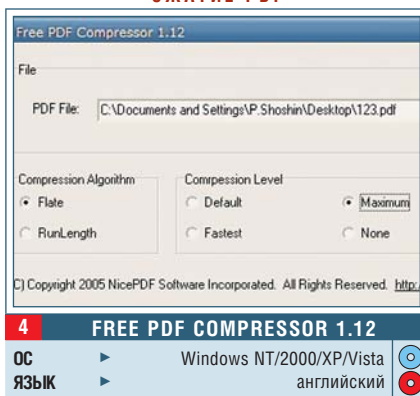 Free PDF Compressor 1.12
File
PDF File: C:\Documents and Settings\P.Shoshin\Desktop\123.pdf
Compression Algorithm
Comrpession Level
Flate
Default
Maximum
RunLength
Fastest
None
C) Copyright 2005 NicePDF Software Incorporated. All Rights Reserved. http:
4 FREE PDF COMPRESSOR 1.12
ОС Windows NT/2000/XP/Vista
ЯЗЫК английский